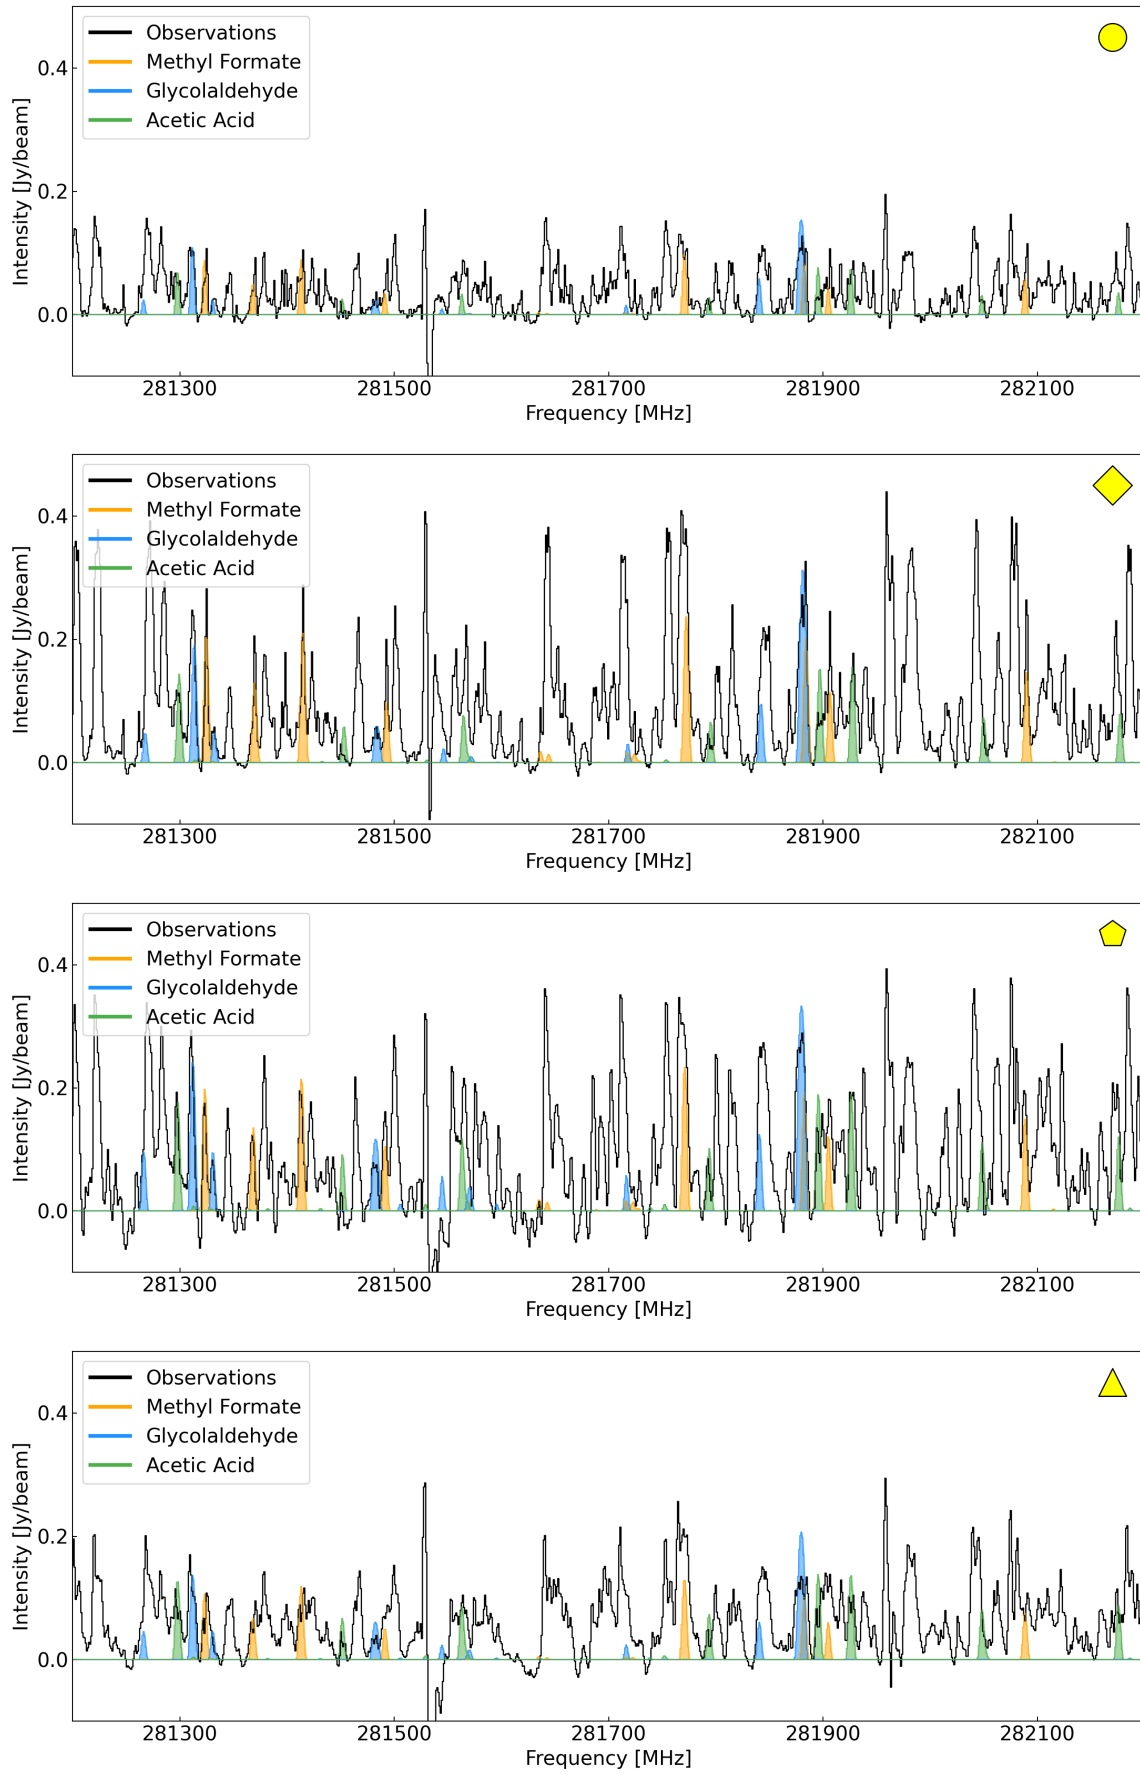 Observations
Methyl Formate
Glycolaldehyde
Acetic Acid
Intensity [Jy/beam]
0.4
0.2
0.0
281300 281500 281700 281900 282100
Frequency [MHz]
Observations
Methyl Formate
Glycolaldehyde
Acetic Acid
Intensity [Jy/beam]
0.4
0.2
0.0
281300 281500 281700 281900 282100
Frequency [MHz]
Observations
Methyl Formate
Glycolaldehyde
Acetic Acid
Intensity [Jy/beam]
0.4
0.2
0.0
281300 281500 281700 281900 282100
Frequency [MHz]
Observations
Methyl Formate
Glycolaldehyde
Acetic Acid
Intensity [Jy/beam]
0.4
0.2
0.0
281300 281500 281700 281900 282100
Frequency [MHz]